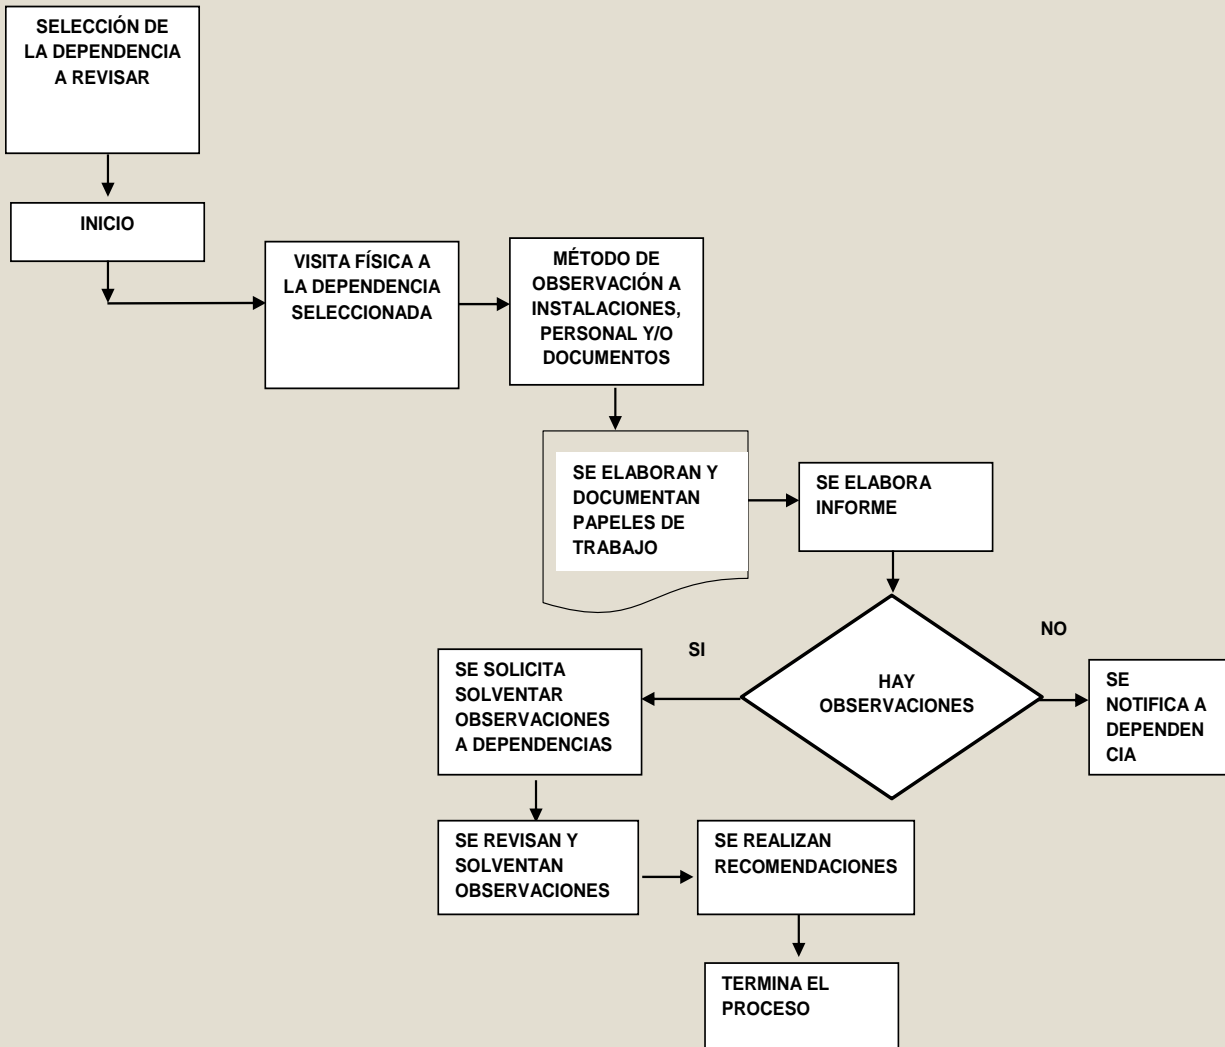 SELECCIÓN DE
LA DEPENDENCIA
A REVISAR
INICIO
VISITA FÍSICA A
LA DEPENDENCIA
SELECCIONADA
MÉTODO DE
OBSERVACIÓN A
INSTALACIONES,
PERSONAL Y/O
DOCUMENTOS
SE ELABORAN Y
DOCUMENTAN
PAPELES DE
TRABAJO
SE ELABORA
INFORME
HAY
OBSERVACIONES
SI
NO
SE SOLICITA
SOLVENTAR
OBSERVACIONES
A DEPENDENCIAS
SE
NOTIFICA A
DEPENDEN
CIA
SE REVISAN Y
SOLVENTAN
OBSERVACIONES
SE REALIZAN
RECOMENDACIONES
TERMINA EL
PROCESO